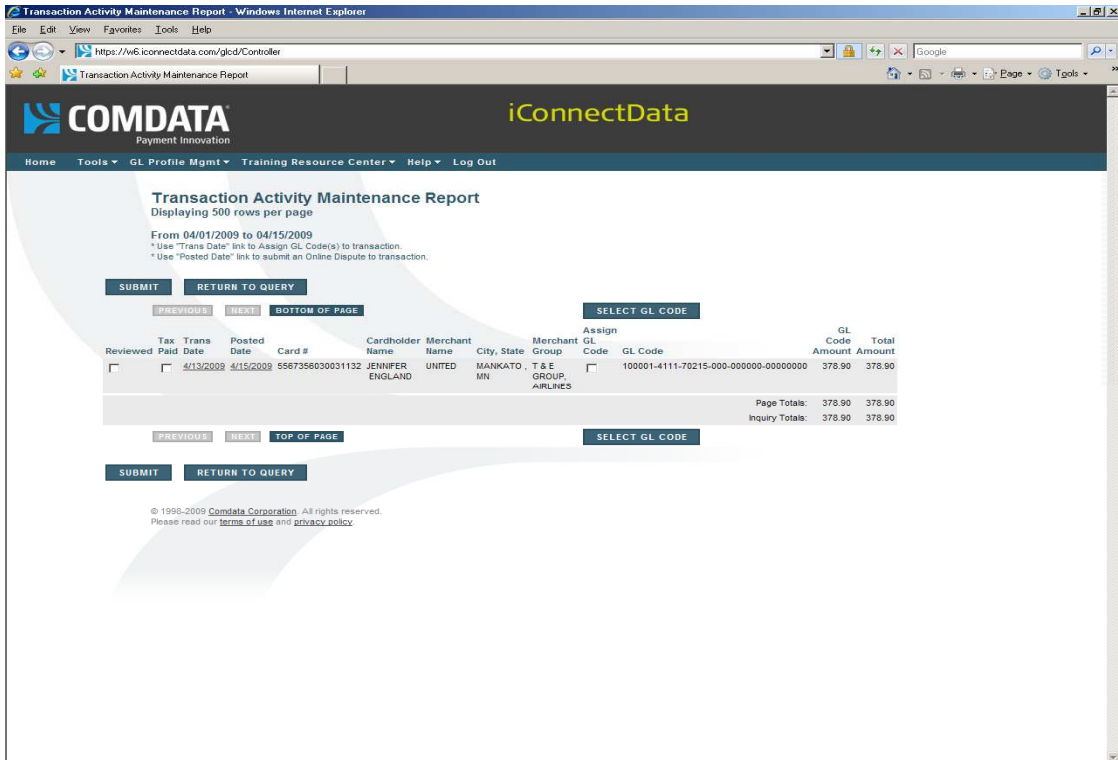 Transaction Activity Maintenance Report - Windows Internet Explorer
File Edit View Favorites Tools Help
https://w6.iconnectdata.com/glcd/Controller
Google
Transaction Activity Maintenance Report
Page Tools
COMDATA
Payment Innovation
iConnectData
Home Tools GL Profile Mgmt Training Resource Center Help Log Out
Transaction Activity Maintenance Report
Displaying 500 rows per page
From 04/01/2009 to 04/15/2009
* Use "Trans Date" link to Assign GL Code(s) to transaction.
* Use "Posted Date" link to submit an Online Dispute to transaction.
SUBMIT RETURN TO QUERY
PREVIOUS NEXT BOTTOM OF PAGE SELECT GL CODE
Reviewed Tax Paid Trans Date Posted Date Card # Cardholder Name Merchant Name City, State Merchant Group Assign GL Code GL Code GL Code Amount Total Amount
4/13/2009 4/15/2009 5567356030031132 JENNIFER ENGLAND UNITED MANKATO , MN T & E GROUP, AIRLINES 100001-4111-70215-000-000000-00000000 378.90 378.90
Page Totals: 378.90 378.90
Inquiry Totals: 378.90 378.90
PREVIOUS NEXT TOP OF PAGE SELECT GL CODE
SUBMIT RETURN TO QUERY
© 1998-2009 Comdata Corporation. All rights reserved.
Please read our terms of use and privacy policy.